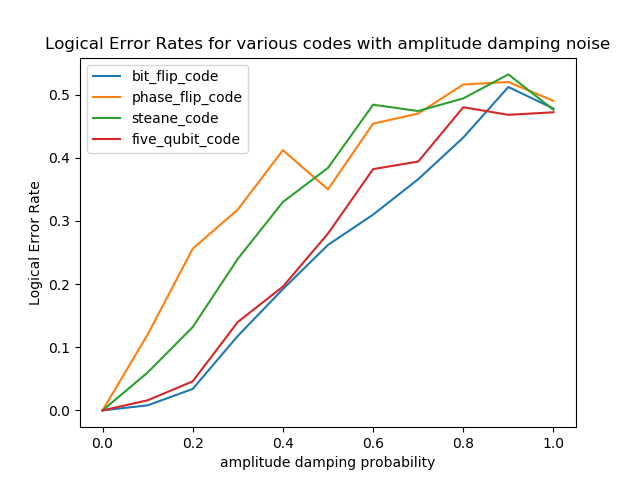 Logical Error Rates for various codes with amplitude damping noise
bit_flip_code
phase_flip_code
steane_code
five_qubit_code
0.5
0.4
0.3
0.2
0.1
0.0
Logical Error Rate
0.0 0.2 0.4 0.6 0.8 1.0
amplitude damping probability